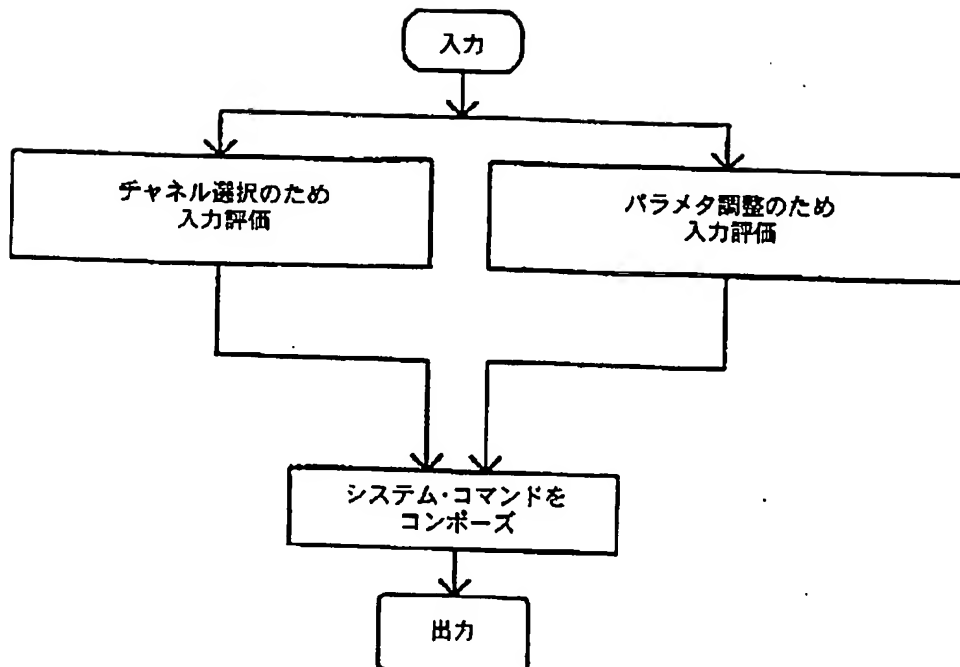 入力
チャネル選択のため
入力評価
パラメタ調整のため
入力評価
システム・コマンドを
コンポーズ
出力